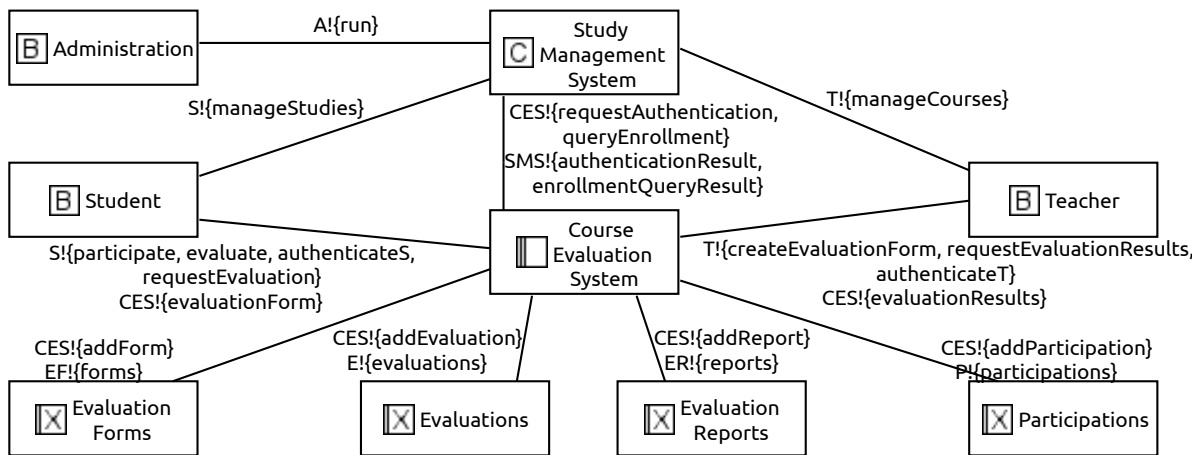 A!{run}
B Administration
C Study
Management
System
S!{manageStudies}
T!{manageCourses}
CES!{requestAuthentication,
queryEnrollment}
SMS!{authenticationResult,
enrollmentQueryResult}
B Student
B Teacher
Course
Evaluation
System
S!{participate, evaluate, authenticateS,
requestEvaluation}
CES!{evaluationForm}
T!{createEvaluationForm, requestEvaluationResults,
authenticateT}
CES!{evaluationResults}
CES!{addForm}
EF!{forms}
CES!{addEvaluation}
E!{evaluations}
CES!{addReport}
ER!{reports}
CES!{addParticipation}
P!{participations}
X Evaluation
Forms
X Evaluations
X Evaluation
Reports
X Participations